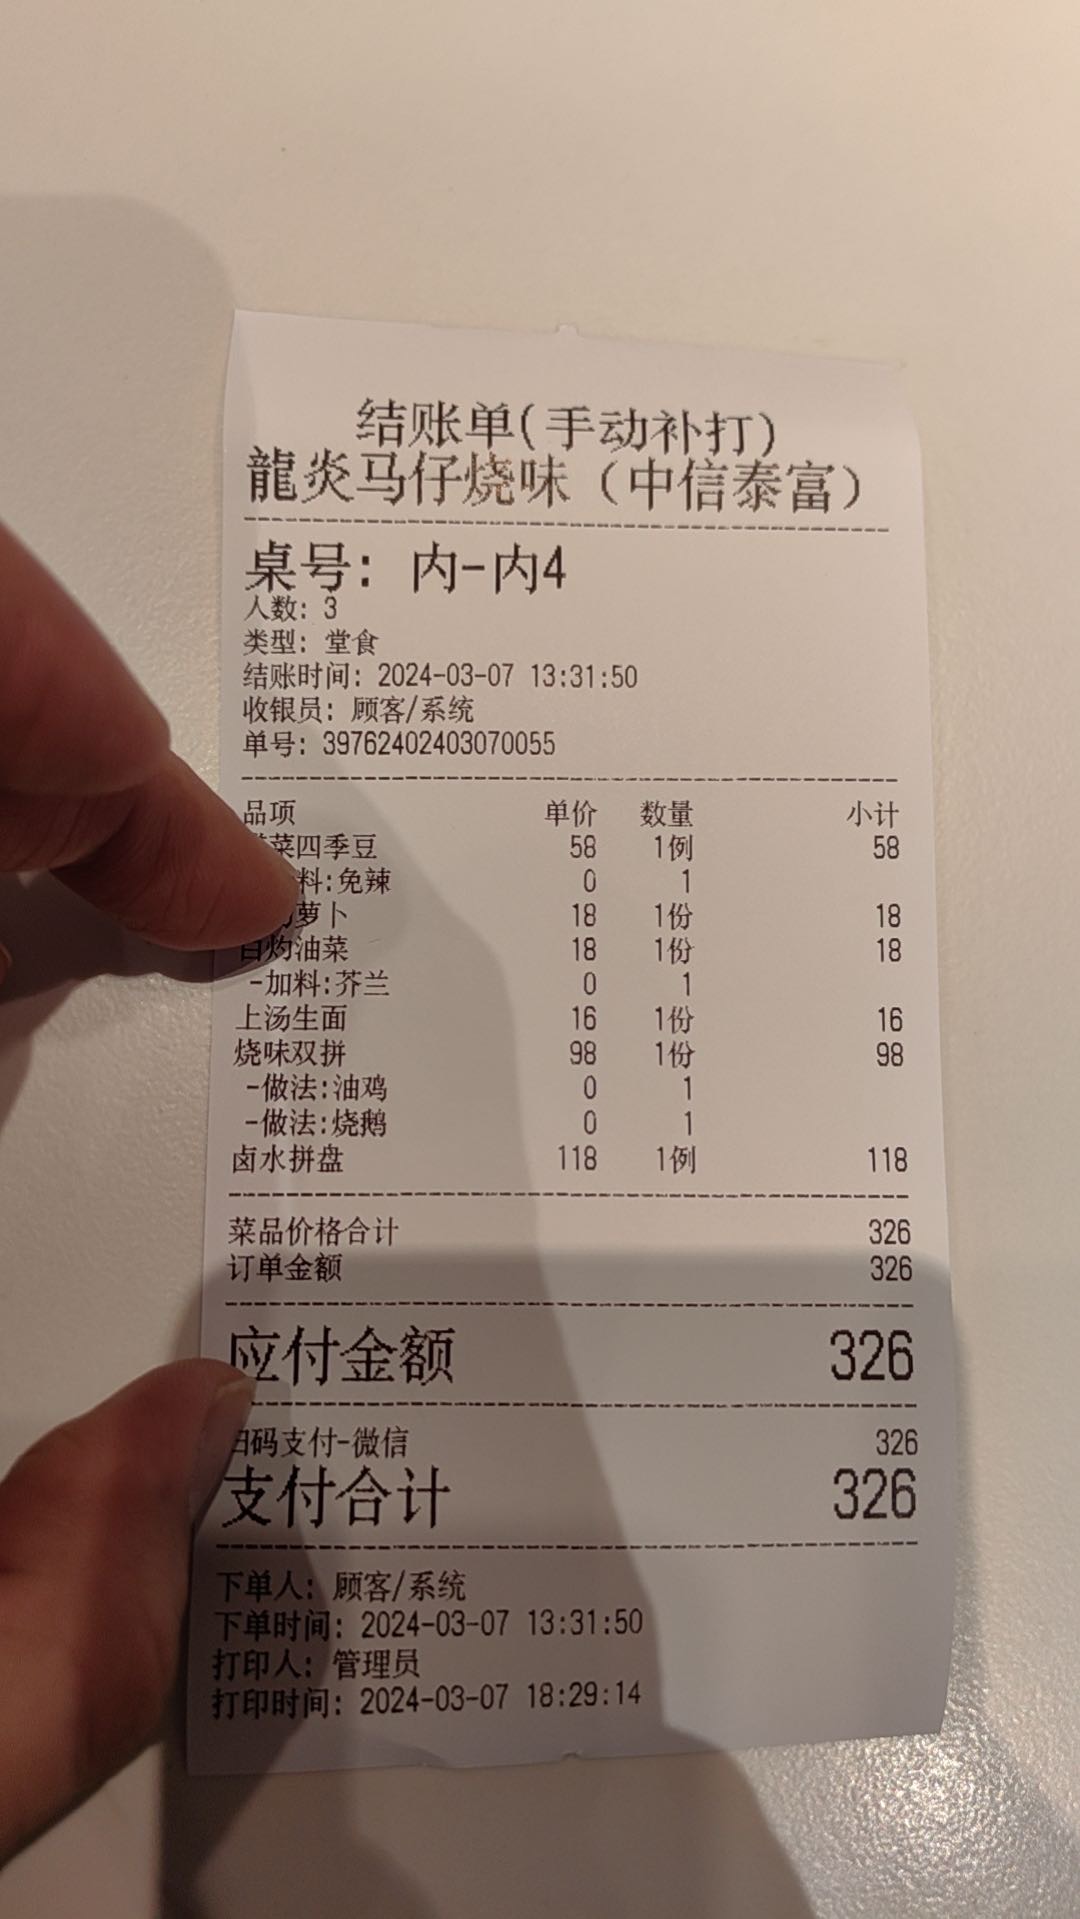 结账单(手动补打)
龍炎马仔烧味（中信泰富）
桌号: 内-内4
人数: 3
类型: 堂食
结账时间: 2024-03-07 13:31:50
收银员: 顾客/系统
单号: 39762402403070055
品项 单价 数量 小计
菜四季豆 58 1例 58
料:免辣 0 1
萝卜 18 1份 18
白灼油菜 18 1份 18
-加料:芥兰 0 1
上汤生面 16 1份 16
烧味双拼 98 1份 98
-做法:油鸡 0 1
-做法:烧鹅 0 1
卤水拼盘 118 1例 118
菜品价格合计 326
订单金额 326
应付金额 326
扫码支付-微信 326
支付合计 326
下单人: 顾客/系统
下单时间: 2024-03-07 13:31:50
打印人: 管理员
打印时间: 2024-03-07 18:29:14